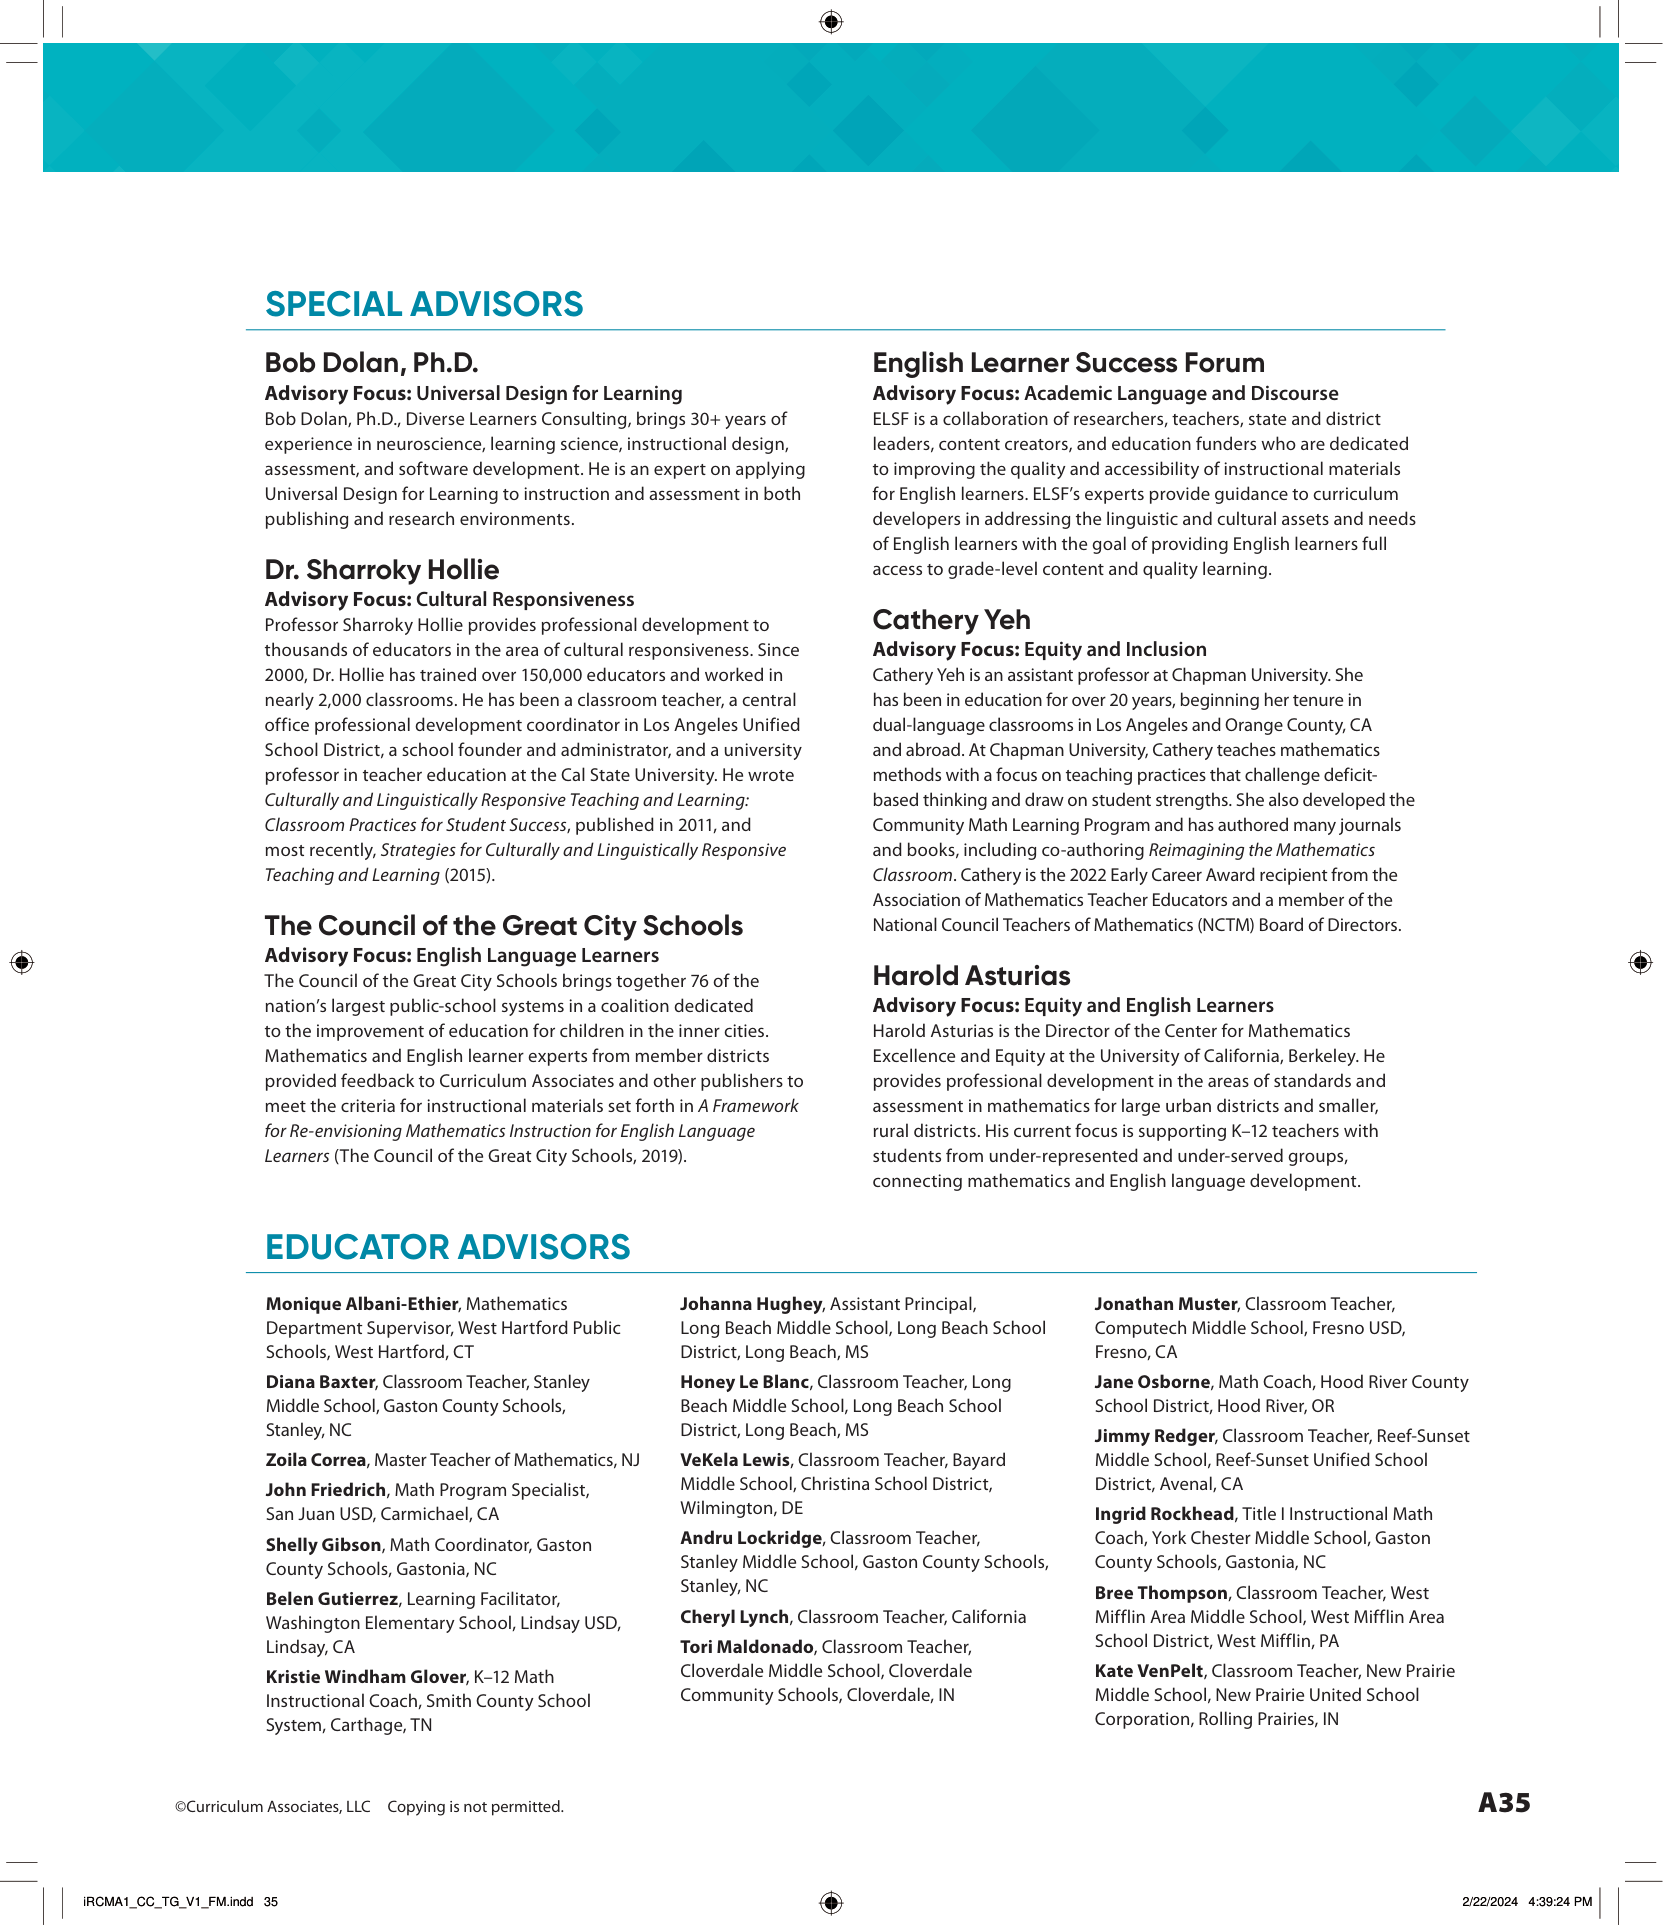 SPECIAL ADVISORS
Bob Dolan, Ph.D.
Advisory Focus: Universal Design for Learning
Bob Dolan, Ph.D., Diverse Learners Consulting, brings 30+ years of
experience in neuroscience, learning science, instructional design,
assessment, and software development. He is an expert on applying
Universal Design for Learning to instruction and assessment in both
publishing and research environments.
Dr. Sharroky Hollie
Advisory Focus: Cultural Responsiveness
Professor Sharroky Hollie provides professional development to
thousands of educators in the area of cultural responsiveness. Since
2000, Dr. Hollie has trained over 150,000 educators and worked in
nearly 2,000 classrooms. He has been a classroom teacher, a central
office professional development coordinator in Los Angeles Unified
School District, a school founder and administrator, and a university
professor in teacher education at the Cal State University. He wrote
Culturally and Linguistically Responsive Teaching and Learning:
Classroom Practices for Student Success, published in 2011, and
most recently, Strategies for Culturally and Linguistically Responsive
Teaching and Learning (2015).
The Council of the Great City Schools
Advisory Focus: English Language Learners
The Council of the Great City Schools brings together 76 of the
nation’s largest public-school systems in a coalition dedicated
to the improvement of education for children in the inner cities.
Mathematics and English learner experts from member districts
provided feedback to Curriculum Associates and other publishers to
meet the criteria for instructional materials set forth in A Framework
for Re-envisioning Mathematics Instruction for English Language
Learners (The Council of the Great City Schools, 2019).
English Learner Success Forum
Advisory Focus: Academic Language and Discourse
ELSF is a collaboration of researchers, teachers, state and district
leaders, content creators, and education funders who are dedicated
to improving the quality and accessibility of instructional materials
for English learners. ELSF’s experts provide guidance to curriculum
developers in addressing the linguistic and cultural assets and needs
of English learners with the goal of providing English learners full
access to grade-level content and quality learning.
Cathery Yeh
Advisory Focus: Equity and Inclusion
Cathery Yeh is an assistant professor at Chapman University. She
has been in education for over 20 years, beginning her tenure in
dual-language classrooms in Los Angeles and Orange County, CA
and abroad. At Chapman University, Cathery teaches mathematics
methods with a focus on teaching practices that challenge deficit-
based thinking and draw on student strengths. She also developed the
Community Math Learning Program and has authored many journals
and books, including co-authoring Reimagining the Mathematics
Classroom. Cathery is the 2022 Early Career Award recipient from the
Association of Mathematics Teacher Educators and a member of the
National Council Teachers of Mathematics (NCTM) Board of Directors.
Harold Asturias
Advisory Focus: Equity and English Learners
Harold Asturias is the Director of the Center for Mathematics
Excellence and Equity at the University of California, Berkeley. He
provides professional development in the areas of standards and
assessment in mathematics for large urban districts and smaller,
rural districts. His current focus is supporting K–12 teachers with
students from under-represented and under-served groups,
connecting mathematics and English language development.
EDUCATOR ADVISORS
Monique Albani-Ethier, Mathematics
Department Supervisor, West Hartford Public
Schools, West Hartford, CT
Diana Baxter, Classroom Teacher, Stanley
Middle School, Gaston County Schools,
Stanley, NC
Zoila Correa, Master Teacher of Mathematics, NJ
John Friedrich, Math Program Specialist,
San Juan USD, Carmichael, CA
Shelly Gibson, Math Coordinator, Gaston
County Schools, Gastonia, NC
Belen Gutierrez, Learning Facilitator,
Washington Elementary School, Lindsay USD,
Lindsay, CA
Kristie Windham Glover, K–12 Math
Instructional Coach, Smith County School
System, Carthage, TN
Johanna Hughey, Assistant Principal,
Long Beach Middle School, Long Beach School
District, Long Beach, MS
Honey Le Blanc, Classroom Teacher, Long
Beach Middle School, Long Beach School
District, Long Beach, MS
VeKela Lewis, Classroom Teacher, Bayard
Middle School, Christina School District,
Wilmington, DE
Andru Lockridge, Classroom Teacher,
Stanley Middle School, Gaston County Schools,
Stanley, NC
Cheryl Lynch, Classroom Teacher, California
Tori Maldonado, Classroom Teacher,
Cloverdale Middle School, Cloverdale
Community Schools, Cloverdale, IN
Jonathan Muster, Classroom Teacher,
Computech Middle School, Fresno USD,
Fresno, CA
Jane Osborne, Math Coach, Hood River County
School District, Hood River, OR
Jimmy Redger, Classroom Teacher, Reef-Sunset
Middle School, Reef-Sunset Unified School
District, Avenal, CA
Ingrid Rockhead, Title I Instructional Math
Coach, York Chester Middle School, Gaston
County Schools, Gastonia, NC
Bree Thompson, Classroom Teacher, West
Mifflin Area Middle School, West Mifflin Area
School District, West Mifflin, PA
Kate VenPelt, Classroom Teacher, New Prairie
Middle School, New Prairie United School
Corporation, Rolling Prairies, IN
©Curriculum Associates, LLC Copying is not permitted.
A35
iRCMA1_CC_TG_V1_FM.indd 35
2/22/2024 4:39:24 PM